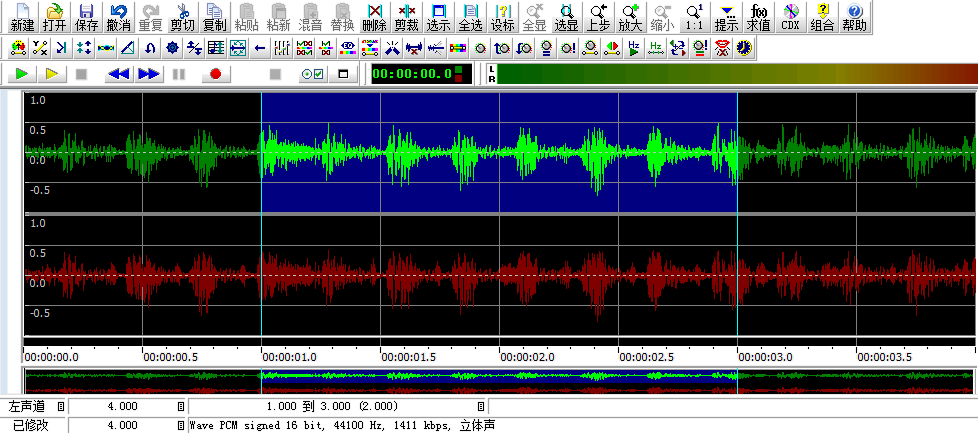 新建 打开 保存 撤消 重复 剪切 复制 粘贴 粘新 混音 替换 删除 剪裁 选示 全选 设标 全显 选显 上步 放大 缩小 1:1 提示 求值 CDX 组合 帮助
00:00:00.0
L
R
1.0
0.5
0.0
-0.5
1.0
0.5
0.0
-0.5
00:00:00.0 00:00:00.5 00:00:01.0 00:00:01.5 00:00:02.0 00:00:02.5 00:00:03.0 00:00:03.5
左声道 4.000 1.000 到 3.000 (2.000)
已修改 4.000 Wave PCM signed 16 bit, 44100 Hz, 1411 kbps, 立体声